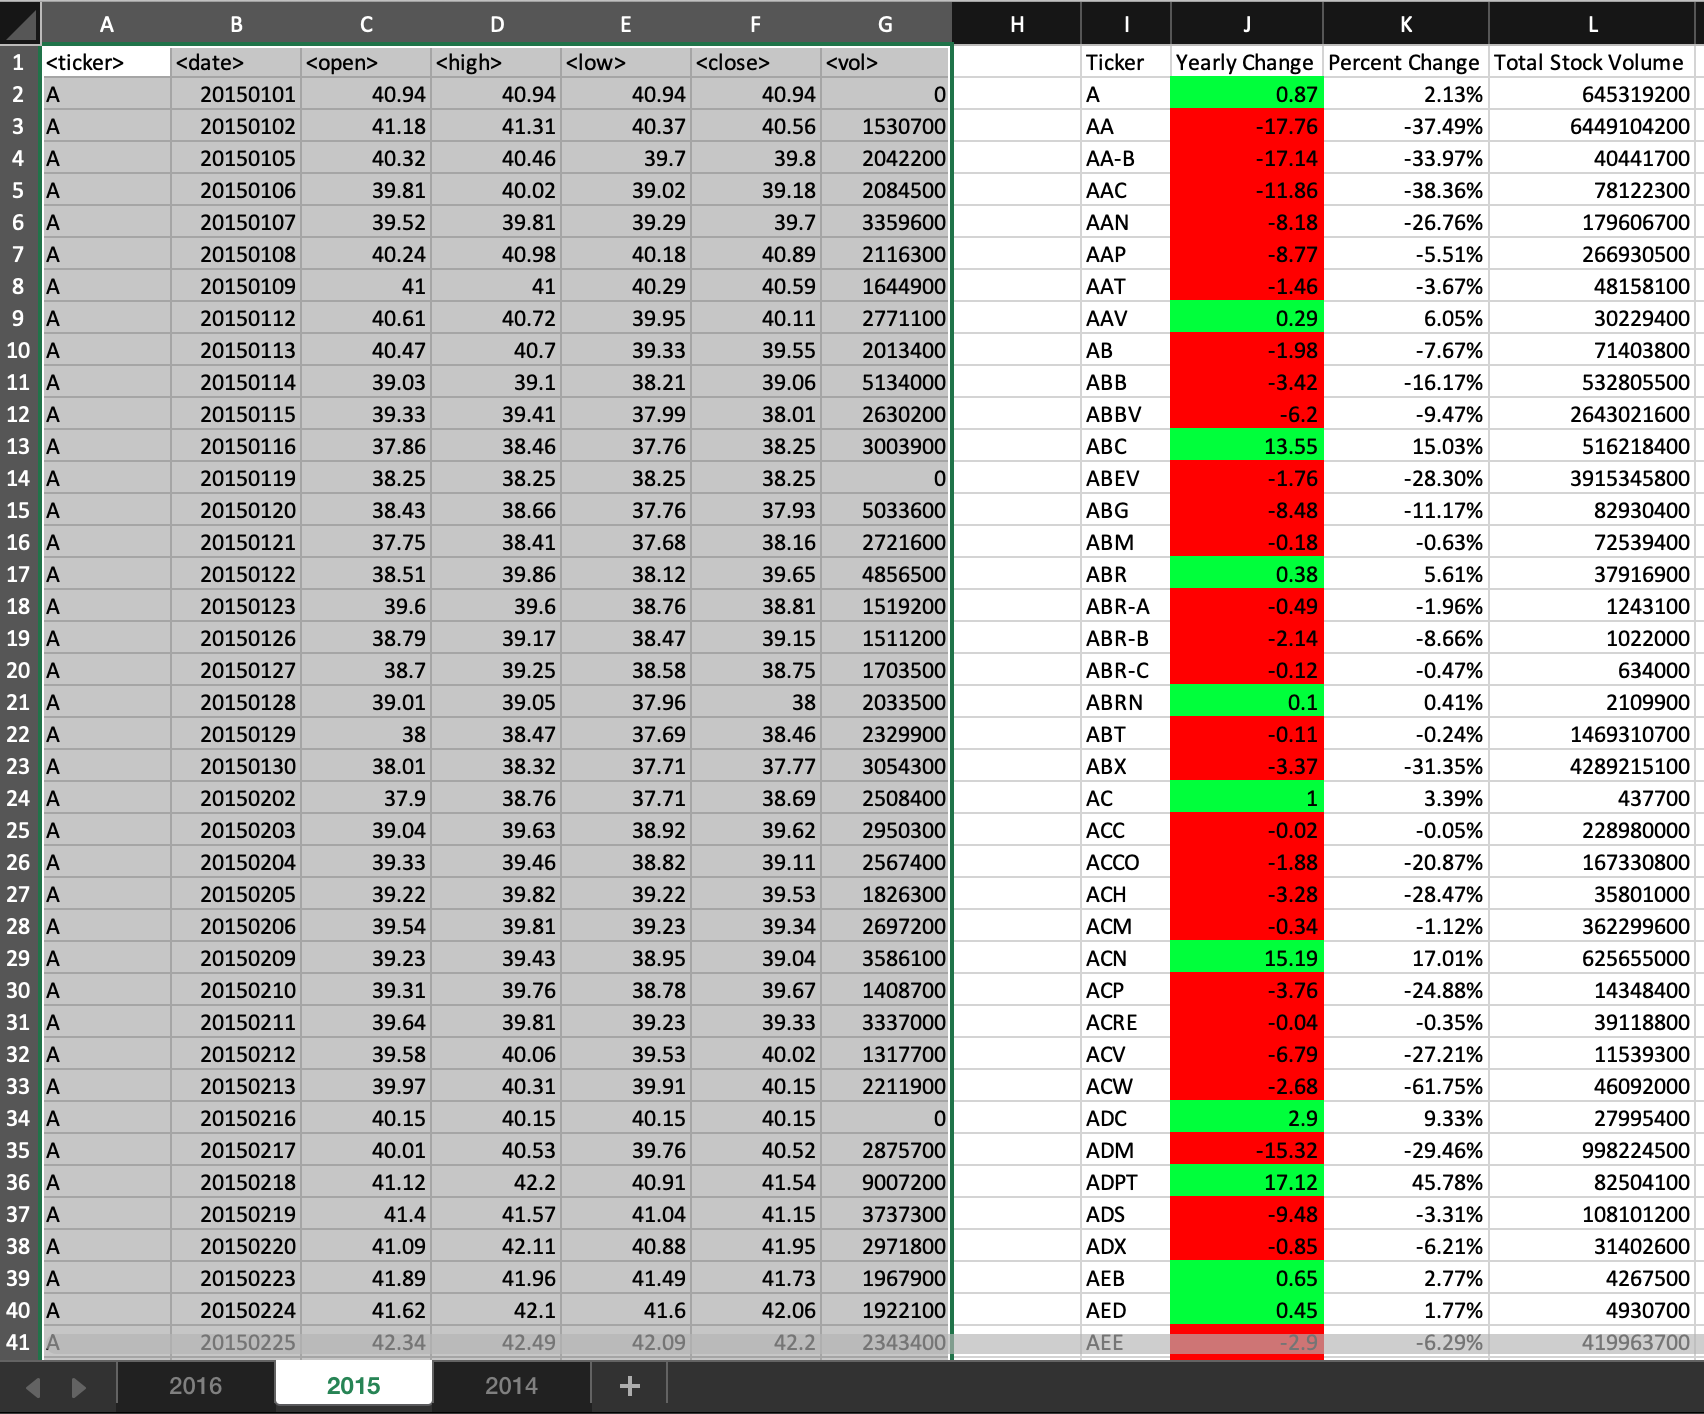 A B C D E F G H I J K L
1 <ticker> <date> <open> <high> <low> <close> <vol> Ticker Yearly Change Percent Change Total Stock Volume
2 A 20150101 40.94 40.94 40.94 40.94 0 A 0.87 2.13% 645319200
3 A 20150102 41.18 41.31 40.37 40.56 1530700 AA -17.76 -37.49% 6449104200
4 A 20150105 40.32 40.46 39.7 39.8 2042200 AA-B -17.14 -33.97% 40441700
5 A 20150106 39.81 40.02 39.02 39.18 2084500 AAC -11.86 -38.36% 78122300
6 A 20150107 39.52 39.81 39.29 39.7 3359600 AAN -8.18 -26.76% 179606700
7 A 20150108 40.24 40.98 40.18 40.89 2116300 AAP -8.77 -5.51% 266930500
8 A 20150109 41 41 40.29 40.59 1644900 AAT -1.46 -3.67% 48158100
9 A 20150112 40.61 40.72 39.95 40.11 2771100 AAV 0.29 6.05% 30229400
10 A 20150113 40.47 40.7 39.33 39.55 2013400 AB -1.98 -7.67% 71403800
11 A 20150114 39.03 39.1 38.21 39.06 5134000 ABB -3.42 -16.17% 532805500
12 A 20150115 39.33 39.41 37.99 38.01 2630200 ABBV -6.2 -9.47% 2643021600
13 A 20150116 37.86 38.46 37.76 38.25 3003900 ABC 13.55 15.03% 516218400
14 A 20150119 38.25 38.25 38.25 38.25 0 ABEV -1.76 -28.30% 3915345800
15 A 20150120 38.43 38.66 37.76 37.93 5033600 ABG -8.48 -11.17% 82930400
16 A 20150121 37.75 38.41 37.68 38.16 2721600 ABM -0.18 -0.63% 72539400
17 A 20150122 38.51 39.86 38.12 39.65 4856500 ABR 0.38 5.61% 37916900
18 A 20150123 39.6 39.6 38.76 38.81 1519200 ABR-A -0.49 -1.96% 1243100
19 A 20150126 38.79 39.17 38.47 39.15 1511200 ABR-B -2.14 -8.66% 1022000
20 A 20150127 38.7 39.25 38.58 38.75 1703500 ABR-C -0.12 -0.47% 634000
21 A 20150128 39.01 39.05 37.96 38 2033500 ABRN 0.1 0.41% 2109900
22 A 20150129 38 38.47 37.69 38.46 2329900 ABT -0.11 -0.24% 1469310700
23 A 20150130 38.01 38.32 37.71 37.77 3054300 ABX -3.37 -31.35% 4289215100
24 A 20150202 37.9 38.76 37.71 38.69 2508400 AC 1 3.39% 437700
25 A 20150203 39.04 39.63 38.92 39.62 2950300 ACC -0.02 -0.05% 228980000
26 A 20150204 39.33 39.46 38.82 39.11 2567400 ACCO -1.88 -20.87% 167330800
27 A 20150205 39.22 39.82 39.22 39.53 1826300 ACH -3.28 -28.47% 35801000
28 A 20150206 39.54 39.81 39.23 39.34 2697200 ACM -0.34 -1.12% 362299600
29 A 20150209 39.23 39.43 38.95 39.04 3586100 ACN 15.19 17.01% 625655000
30 A 20150210 39.31 39.76 38.78 39.67 1408700 ACP -3.76 -24.88% 14348400
31 A 20150211 39.64 39.81 39.23 39.33 3337000 ACRE -0.04 -0.35% 39118800
32 A 20150212 39.58 40.06 39.53 40.02 1317700 ACV -6.79 -27.21% 11539300
33 A 20150213 39.97 40.31 39.91 40.15 2211900 ACW -2.68 -61.75% 46092000
34 A 20150216 40.15 40.15 40.15 40.15 0 ADC 2.9 9.33% 27995400
35 A 20150217 40.01 40.53 39.76 40.52 2875700 ADM -15.32 -29.46% 998224500
36 A 20150218 41.12 42.2 40.91 41.54 9007200 ADPT 17.12 45.78% 82504100
37 A 20150219 41.4 41.57 41.04 41.15 3737300 ADS -9.48 -3.31% 108101200
38 A 20150220 41.09 42.11 40.88 41.95 2971800 ADX -0.85 -6.21% 31402600
39 A 20150223 41.89 41.96 41.49 41.73 1967900 AEB 0.65 2.77% 4267500
40 A 20150224 41.62 42.1 41.6 42.06 1922100 AED 0.45 1.77% 4930700
41 A 20150225 42.34 42.49 42.09 42.2 2343400 AEE -2.9 -6.29% 419963700
2016 2015 2014 +